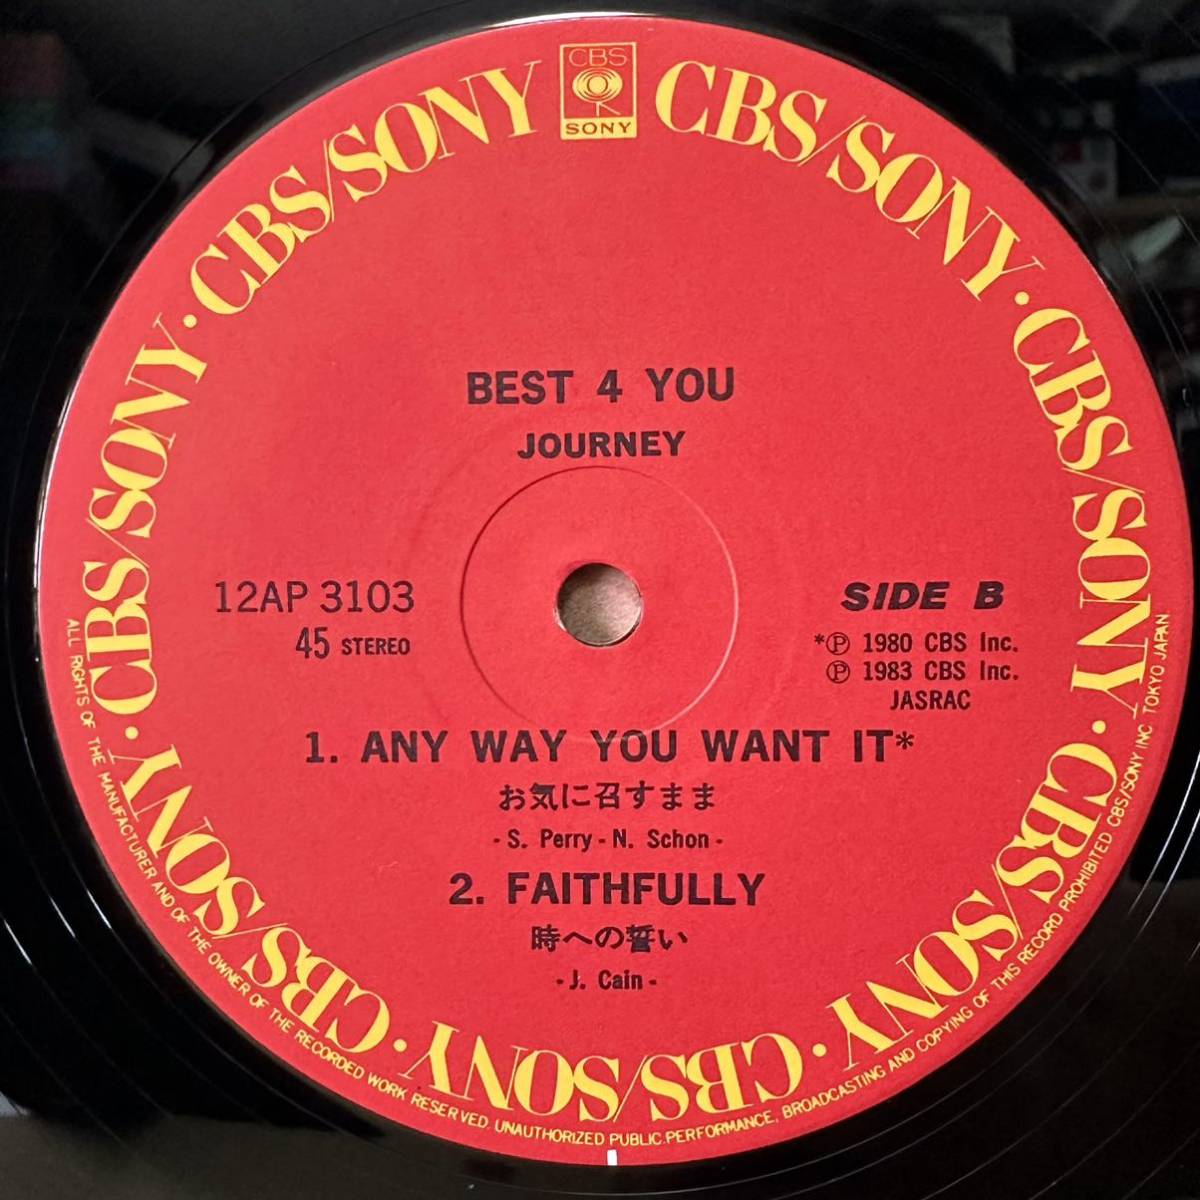 CBS
SONY
CBS/SONY · CBS/SONY · CBS/SONY · CBS/SONY · CBS/SONY · CBS/SONY · CBS/SONY · CBS/SONY
BEST 4 YOU
JOURNEY
12AP 3103
45 STEREO
SIDE B
*Ⓟ 1980 CBS Inc.
Ⓟ 1983 CBS Inc.
JASRAC
1. ANY WAY YOU WANT IT*
お気に召すまま
- S. Perry - N. Schon -
2. FAITHFULLY
時への誓い
- J. Cain -
ALL RIGHTS OF THE MANUFACTURER AND OF THE OWNER OF THE RECORDED WORK RESERVED. UNAUTHORIZED PUBLIC PERFORMANCE, BROADCASTING AND COPYING OF THIS RECORD PROHIBITED CBS/SONY INC. TOKYO JAPAN